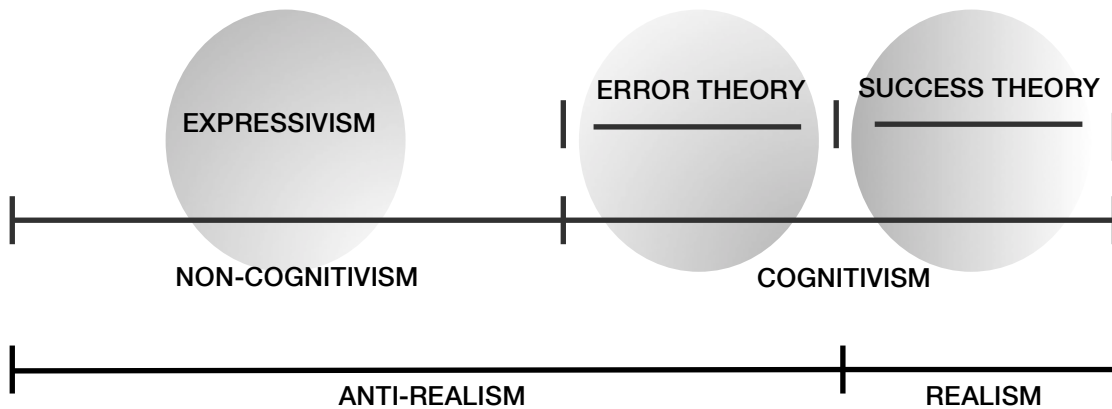 ERROR THEORY
SUCCESS THEORY
EXPRESSIVISM
NON-COGNITIVISM
COGNITIVISM
ANTI-REALISM
REALISM